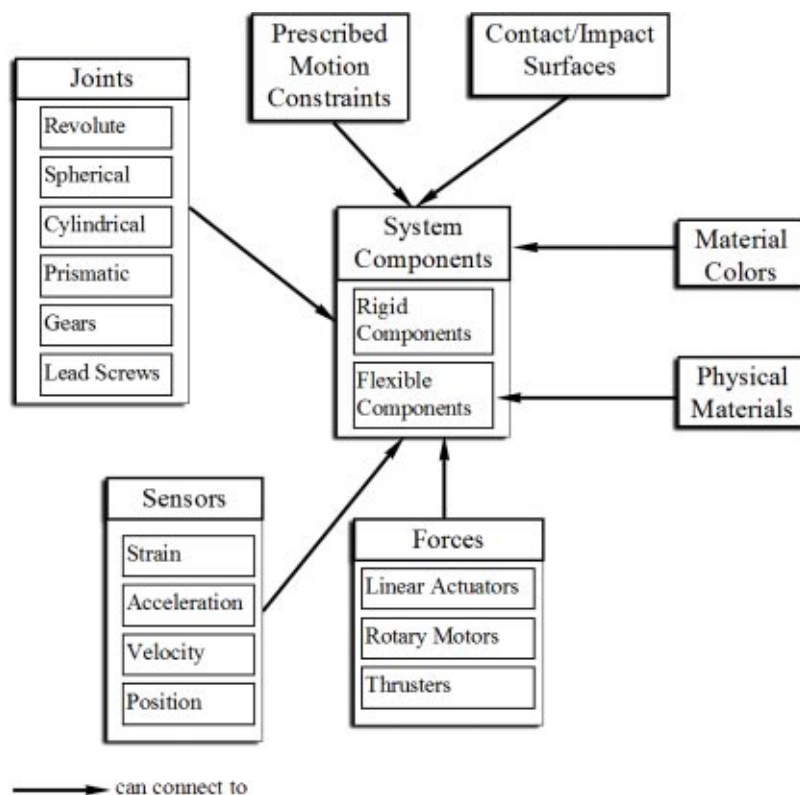 Prescribed
Motion
Constraints
Contact/Impact
Surfaces
Joints
Revolute
Spherical
Cylindrical
Prismatic
Gears
Lead Screws
System
Components
Rigid
Components
Flexible
Components
Material
Colors
Physical
Materials
Sensors
Strain
Acceleration
Velocity
Position
Forces
Linear Actuators
Rotary Motors
Thrusters
can connect to